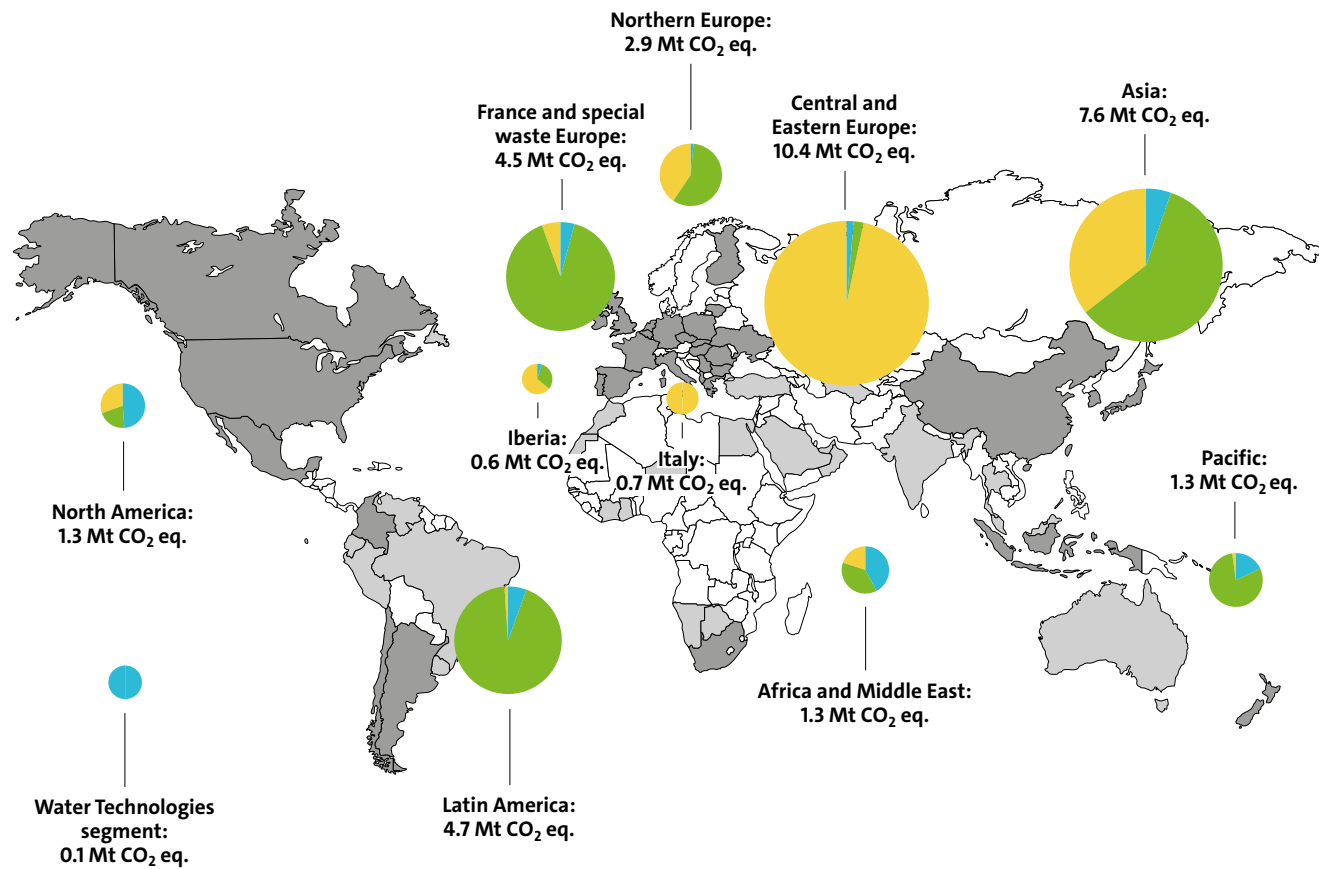 Northern Europe:
2.9 Mt CO₂ eq.
France and special
waste Europe:
4.5 Mt CO₂ eq.
Central and
Eastern Europe:
10.4 Mt CO₂ eq.
Asia:
7.6 Mt CO₂ eq.
Iberia:
0.6 Mt CO₂ eq.
Italy:
0.7 Mt CO₂ eq.
Pacific:
1.3 Mt CO₂ eq.
North America:
1.3 Mt CO₂ eq.
Africa and Middle East:
1.3 Mt CO₂ eq.
Water Technologies
segment:
0.1 Mt CO₂ eq.
Latin America:
4.7 Mt CO₂ eq.